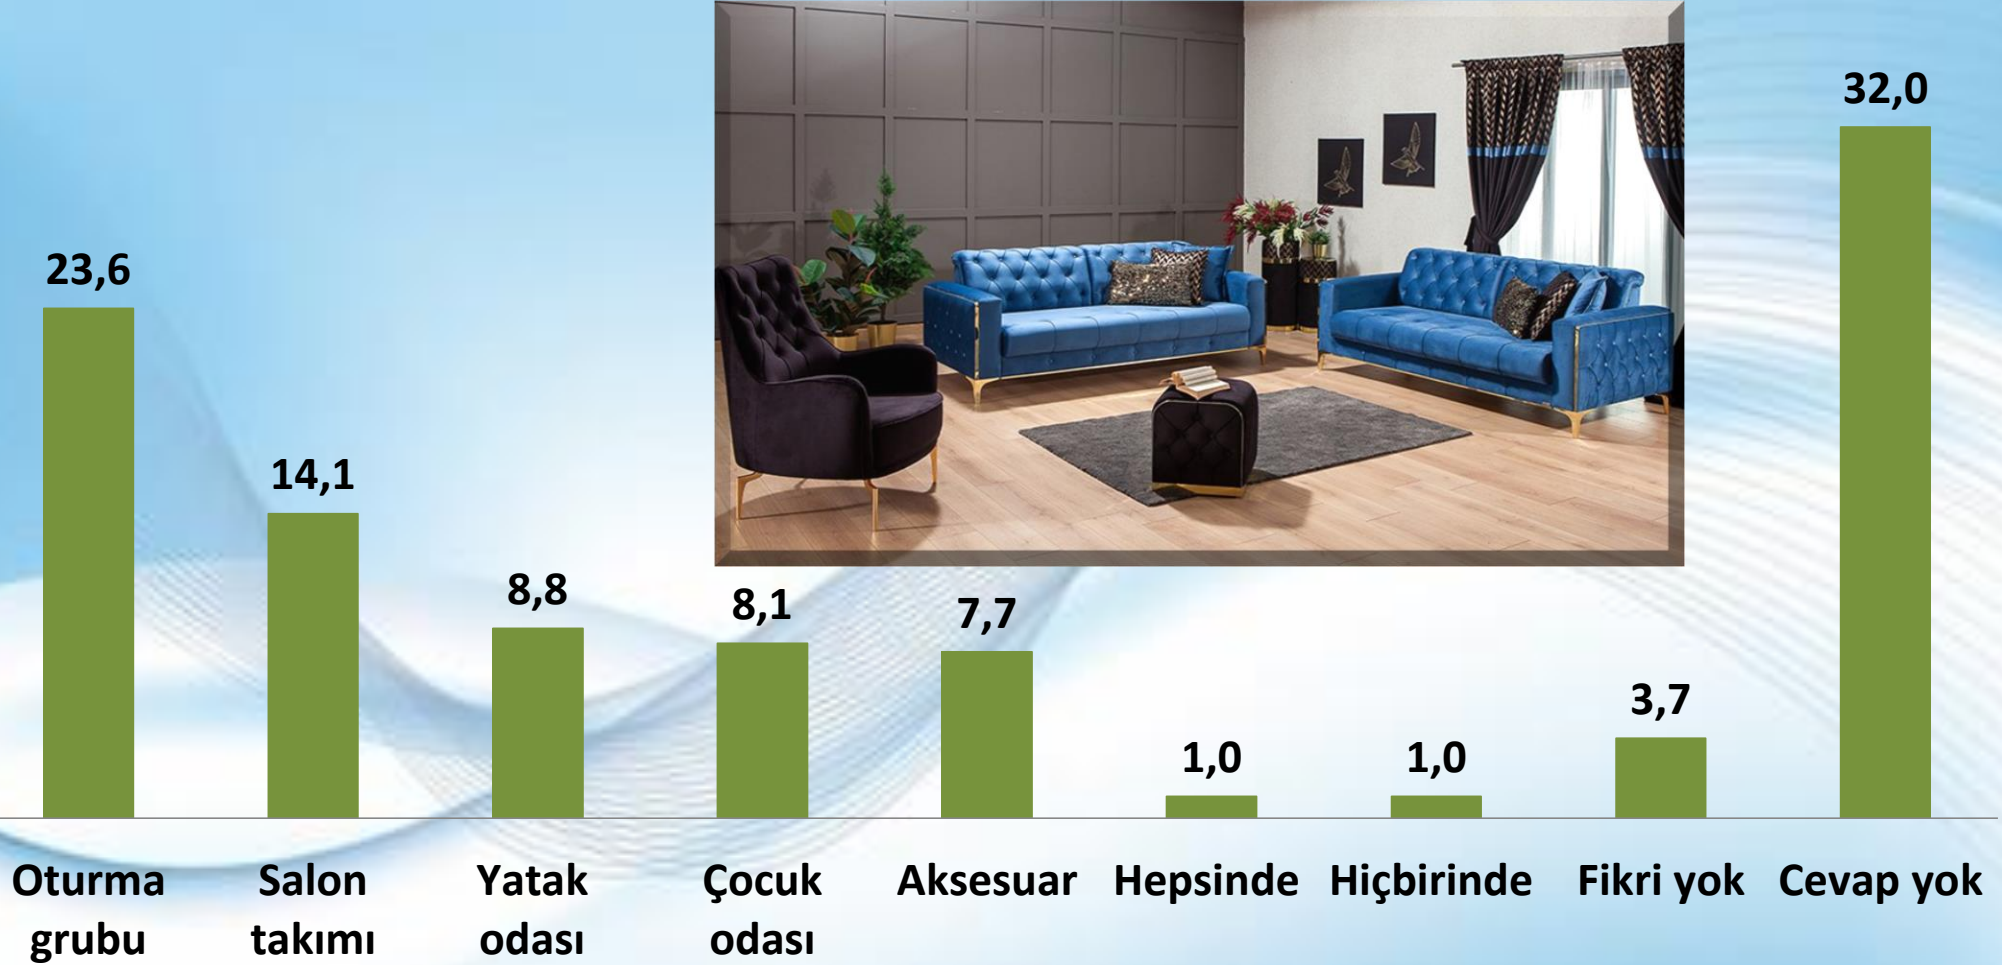 32,0
23,6
14,1
8,8
8,1
7,7
1,0
1,0
3,7
Oturma grubu
Salon takımı
Yatak odası
Çocuk odası
Aksesuar
Hepsinde
Hiçbirinde
Fikri yok
Cevap yok